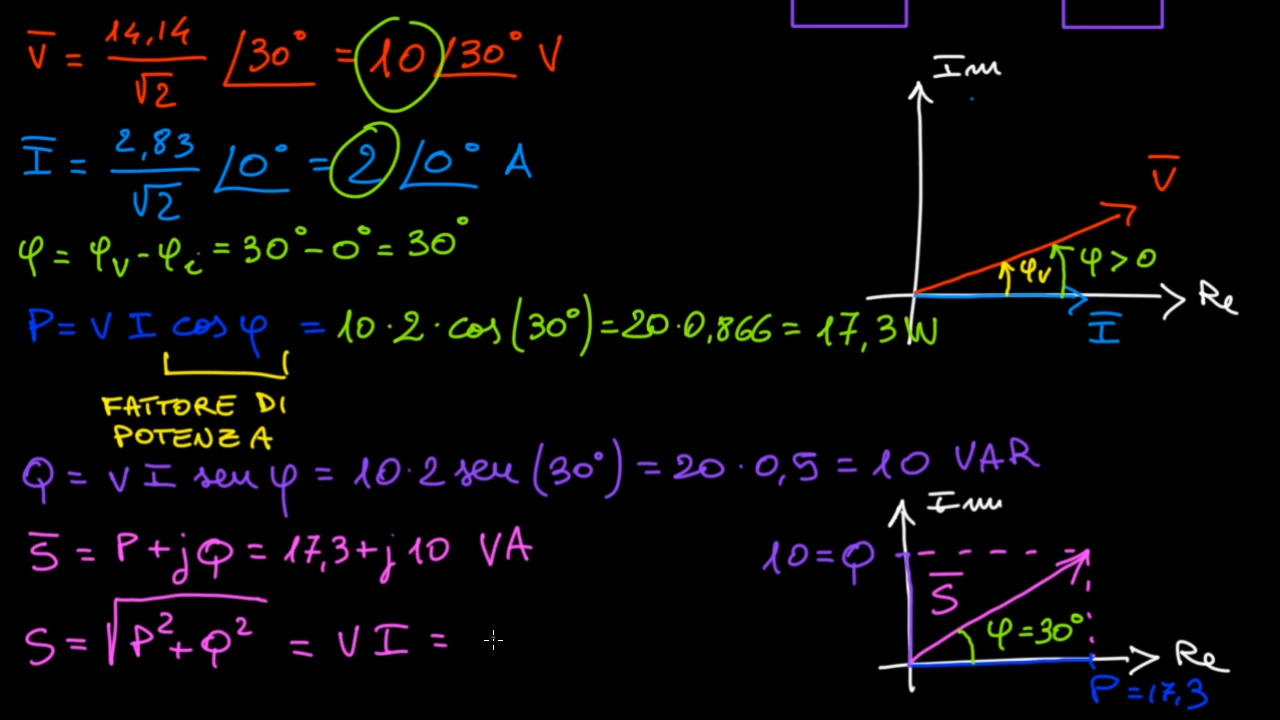 V̅ = 14,14/√2 /30° = 10 /30° V
I̅ = 2,83/√2 /0° = 2 /0° A
φ = φv - φi = 30° - 0° = 30°
P = V I cos φ = 10 · 2 · cos(30°) = 20 · 0,866 = 17,3 W
FATTORE DI
POTENZA
Q = V I sen φ = 10 · 2 sen (30°) = 20 · 0,5 = 10 VAR
S̅ = P + jQ = 17,3 + j10 VA
S = √P² + Q² = V I =
Im
V̅
φv
φ > 0
Re
I̅
Im
10 = Q
S̅
φ = 30°
Re
P = 17,3